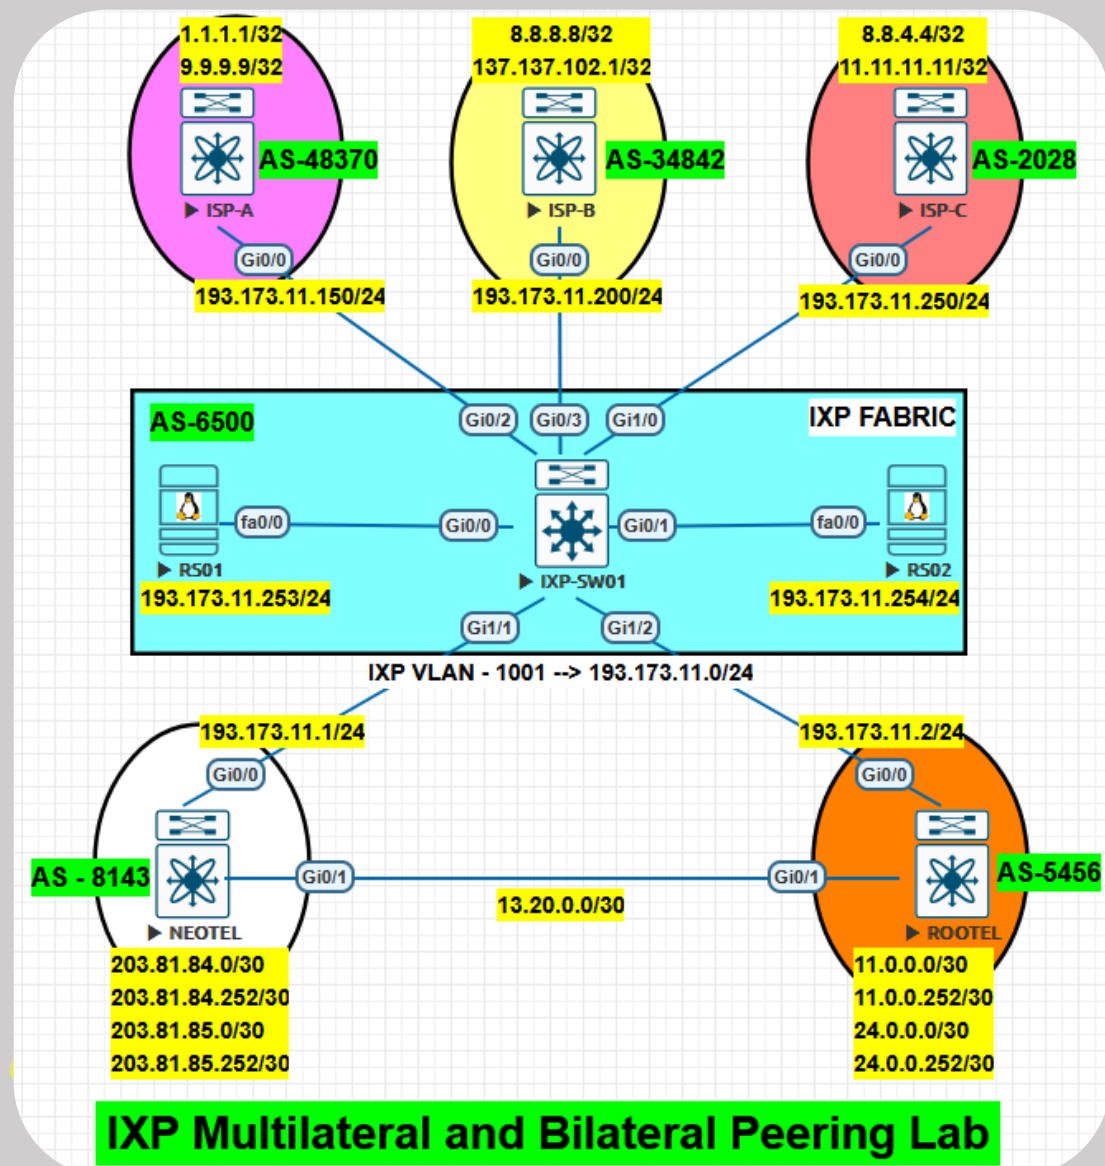 1.1.1.1/32
9.9.9.9/32
8.8.8.8/32
137.137.102.1/32
8.8.4.4/32
11.11.11.11/32
AS-48370
AS-34842
AS-2028
ISP-A
ISP-B
ISP-C
Gi0/0
Gi0/0
Gi0/0
193.173.11.150/24
193.173.11.200/24
193.173.11.250/24
AS-6500
Gi0/2
Gi0/3
Gi1/0
IXP FABRIC
fa0/0
Gi0/0
Gi0/1
fa0/0
RS01
IXP-SW01
RS02
193.173.11.253/24
193.173.11.254/24
Gi1/1
Gi1/2
IXP VLAN - 1001 --> 193.173.11.0/24
193.173.11.1/24
193.173.11.2/24
Gi0/0
Gi0/0
AS - 8143
Gi0/1
Gi0/1
AS-5456
13.20.0.0/30
NEOTEL
ROOTEL
203.81.84.0/30
203.81.84.252/30
203.81.85.0/30
203.81.85.252/30
11.0.0.0/30
11.0.0.252/30
24.0.0.0/30
24.0.0.252/30
IXP Multilateral and Bilateral Peering Lab